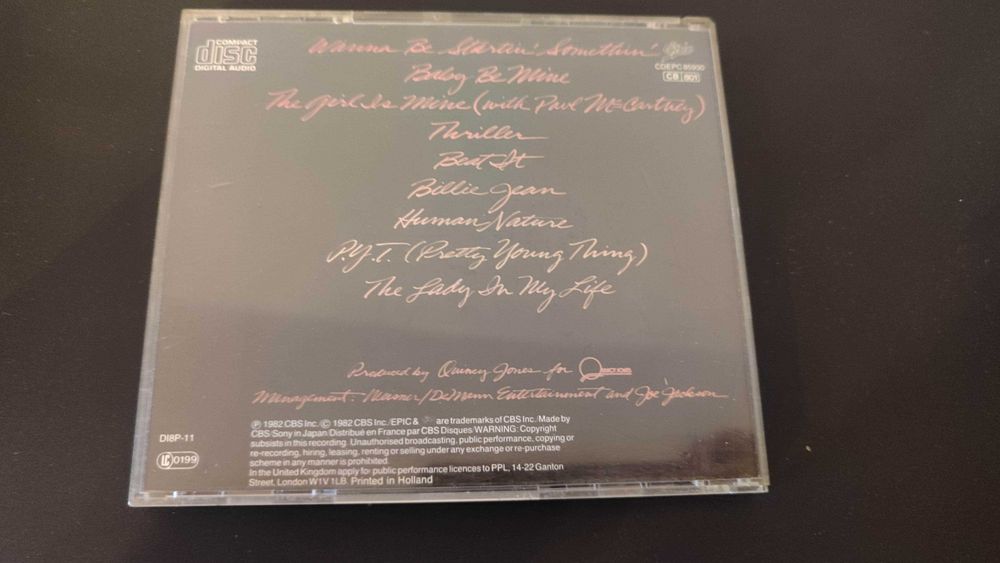 COMPACT
disc
DIGITAL AUDIO
Wanna Be Startin' Somethin'
Baby Be Mine
The Girl Is Mine (with Paul McCartney)
Thriller
Beat It
Billie Jean
Human Nature
P.Y.T. (Pretty Young Thing)
The Lady In My Life
Epic
CDEPC 85930
CB 801
Produced by Quincy Jones for
Management: Weisner/DeMann Entertainment and Joe Jackson
DI8P-11
LC 0199
℗ 1982 CBS Inc. © 1982 CBS Inc./EPIC & are trademarks of CBS Inc./Made by
CBS/Sony in Japan/Distribué en France par CBS Disques/WARNING: Copyright
subsists in this recording. Unauthorised broadcasting, public performance, copying or
re-recording, hiring, leasing, renting or selling under any exchange or re-purchase
scheme in any manner is prohibited.
In the United Kingdom apply for public performance licences to PPL, 14-22 Ganton
Street, London W1V 1LB. Printed in Holland